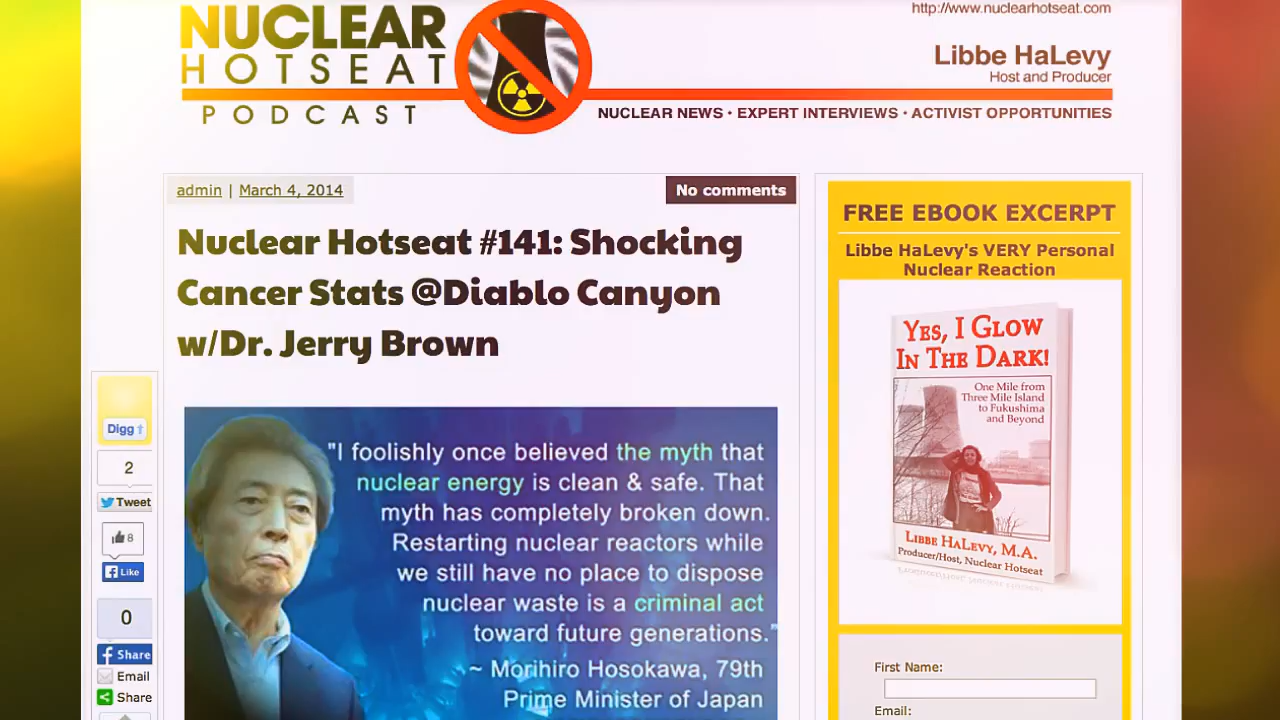 NUCLEAR
HOTSEAT
PODCAST
http://www.nuclearhotseat.com
Libbe HaLevy
Host and Producer
NUCLEAR NEWS • EXPERT INTERVIEWS • ACTIVIST OPPORTUNITIES
admin | March 4, 2014
No comments
Nuclear Hotseat #141: Shocking
Cancer Stats @Diablo Canyon
w/Dr. Jerry Brown
Digg
2
Tweet
8
Like
0
Share
Email
Share
"I foolishly once believed the myth that
nuclear energy is clean & safe. That
myth has completely broken down.
Restarting nuclear reactors while
we still have no place to dispose
nuclear waste is a criminal act
toward future generations."
~ Morihiro Hosokawa, 79th
Prime Minister of Japan
FREE EBOOK EXCERPT
Libbe HaLevy's VERY Personal
Nuclear Reaction
YES, I GLOW
IN THE DARK!
One Mile from
Three Mile Island
to Fukushima
and Beyond
LIBBE HALEVY, M.A.
Producer/Host, Nuclear Hotseat
First Name:
Email: